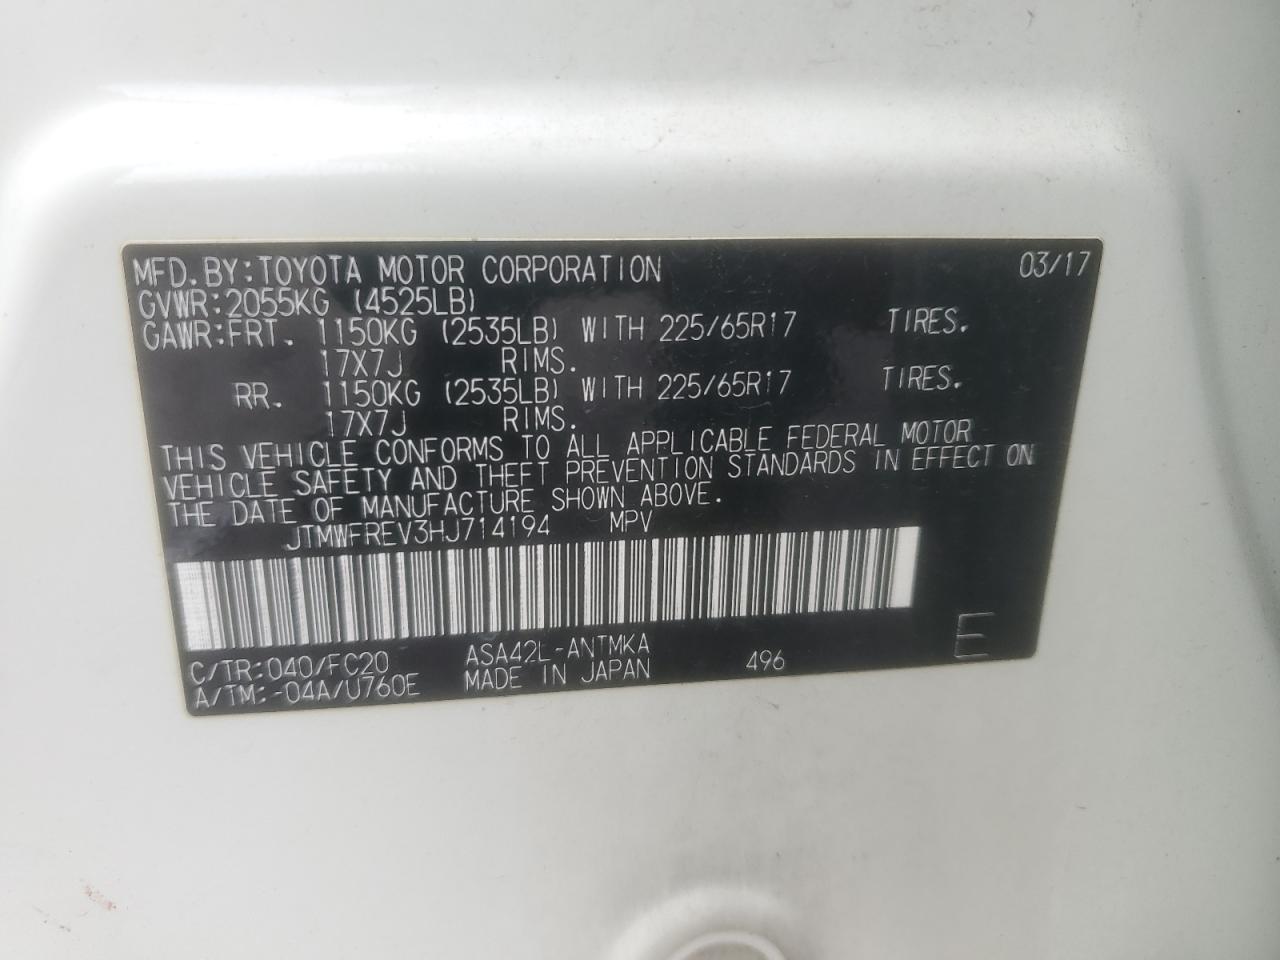 MFD.BY:TOYOTA MOTOR CORPORATION 03/17
GVWR:2055KG (4525LB)
GAWR:FRT. 1150KG (2535LB) WITH 225/65R17 TIRES.
17X7J RIMS.
RR. 1150KG (2535LB) WITH 225/65R17 TIRES.
17X7J RIMS.
THIS VEHICLE CONFORMS TO ALL APPLICABLE FEDERAL MOTOR
VEHICLE SAFETY AND THEFT PREVENTION STANDARDS IN EFFECT ON
THE DATE OF MANUFACTURE SHOWN ABOVE.
JTMWFREV3HJ714194 MPV
C/TR:040/FC20 ASA42L-ANTMKA 496 E
A/TM:-04A/U760E MADE IN JAPAN